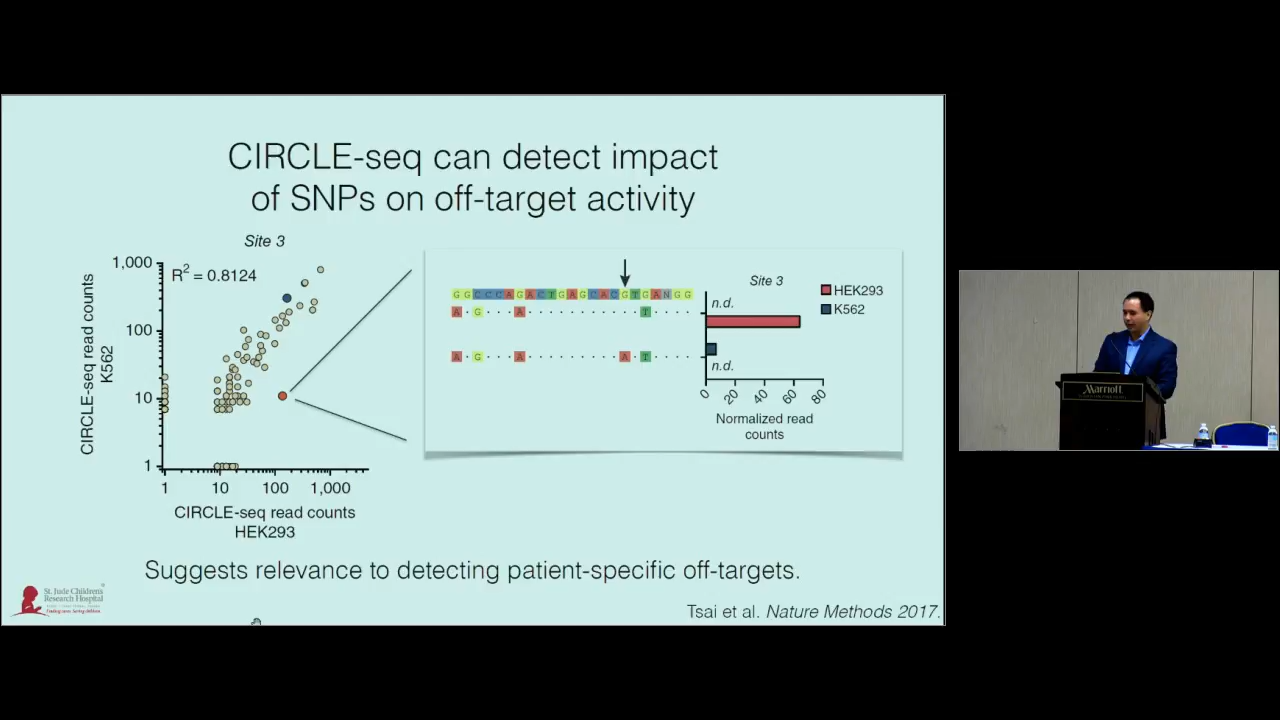 CIRCLE-seq can detect impact
of SNPs on off-target activity
Site 3
R2 = 0.8124
1,000
100
10
1
CIRCLE-seq read counts
K562
1
10
100
1,000
CIRCLE-seq read counts
HEK293
GGCCCAGACTGAGCACGTGANGG
A·G···A···········T····
A·G···A·········A·T····
Site 3
n.d.
n.d.
HEK293
K562
0
20
40
60
80
Normalized read
counts
Suggests relevance to detecting patient-specific off-targets.
St. Jude Children's
Research Hospital
Tsai et al. Nature Methods 2017.
Marriott